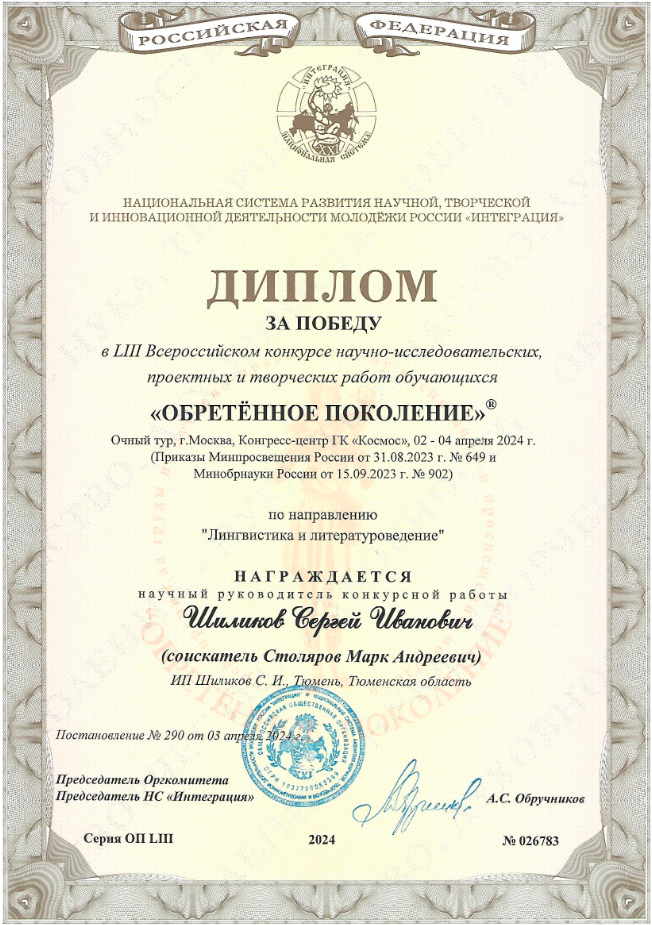 РОССИЙСКАЯ ФЕДЕРАЦИЯ
"ИНТЕГРАЦИЯ"
XXI
НАЦИОНАЛЬНАЯ СИСТЕМА
НАЦИОНАЛЬНАЯ СИСТЕМА РАЗВИТИЯ НАУЧНОЙ, ТВОРЧЕСКОЙ
И ИННОВАЦИОННОЙ ДЕЯТЕЛЬНОСТИ МОЛОДЁЖИ РОССИИ «ИНТЕГРАЦИЯ»
ДИПЛОМ
ЗА ПОБЕДУ
в LIII Всероссийском конкурсе научно-исследовательских,
проектных и творческих работ обучающихся
«ОБРЕТЁННОЕ ПОКОЛЕНИЕ»®
Очный тур, г.Москва, Конгресс-центр ГК «Космос», 02 - 04 апреля 2024 г.
(Приказы Минпросвещения России от 31.08.2023 г. № 649 и
Минобрнауки России от 15.09.2023 г. № 902)
по направлению
"Лингвистика и литературоведение"
НАГРАЖДАЕТСЯ
научный руководитель конкурсной работы
Шиликов Сергей Иванович
(соискатель Столяров Марк Андреевич)
ИП Шиликов С. И., Тюмень, Тюменская область
Постановление № 290 от 03 апреля 2024 г.
ОБЩЕРОССИЙСКАЯ ОБЩЕСТВЕННАЯ ОРГАНИЗАЦИЯ
Председатель Оргкомитета
Председатель НС «Интеграция»
А.С. Обручников
Серия ОП LIII
2024
№ 026783